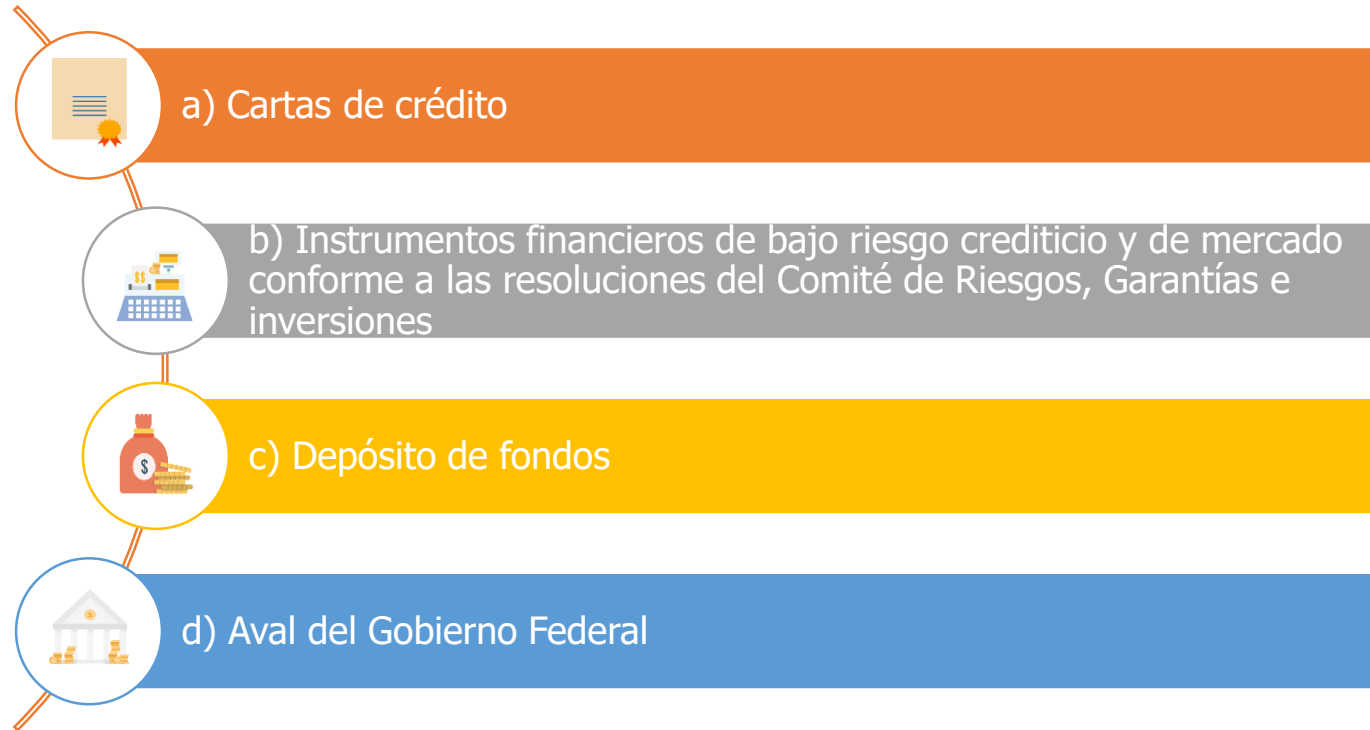 a) Cartas de crédito
b) Instrumentos financieros de bajo riesgo crediticio y de mercado
conforme a las resoluciones del Comité de Riesgos, Garantías e
inversiones
$
c) Depósito de fondos
d) Aval del Gobierno Federal